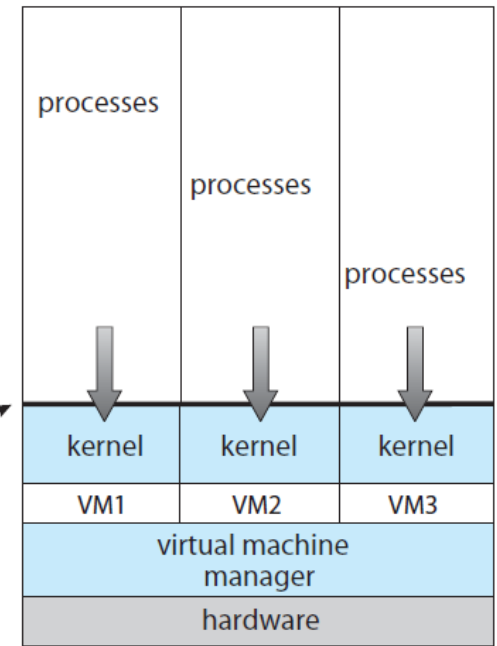 processes
processes
processes
kernel kernel kernel
VM1 VM2 VM3
virtual machine
manager
hardware